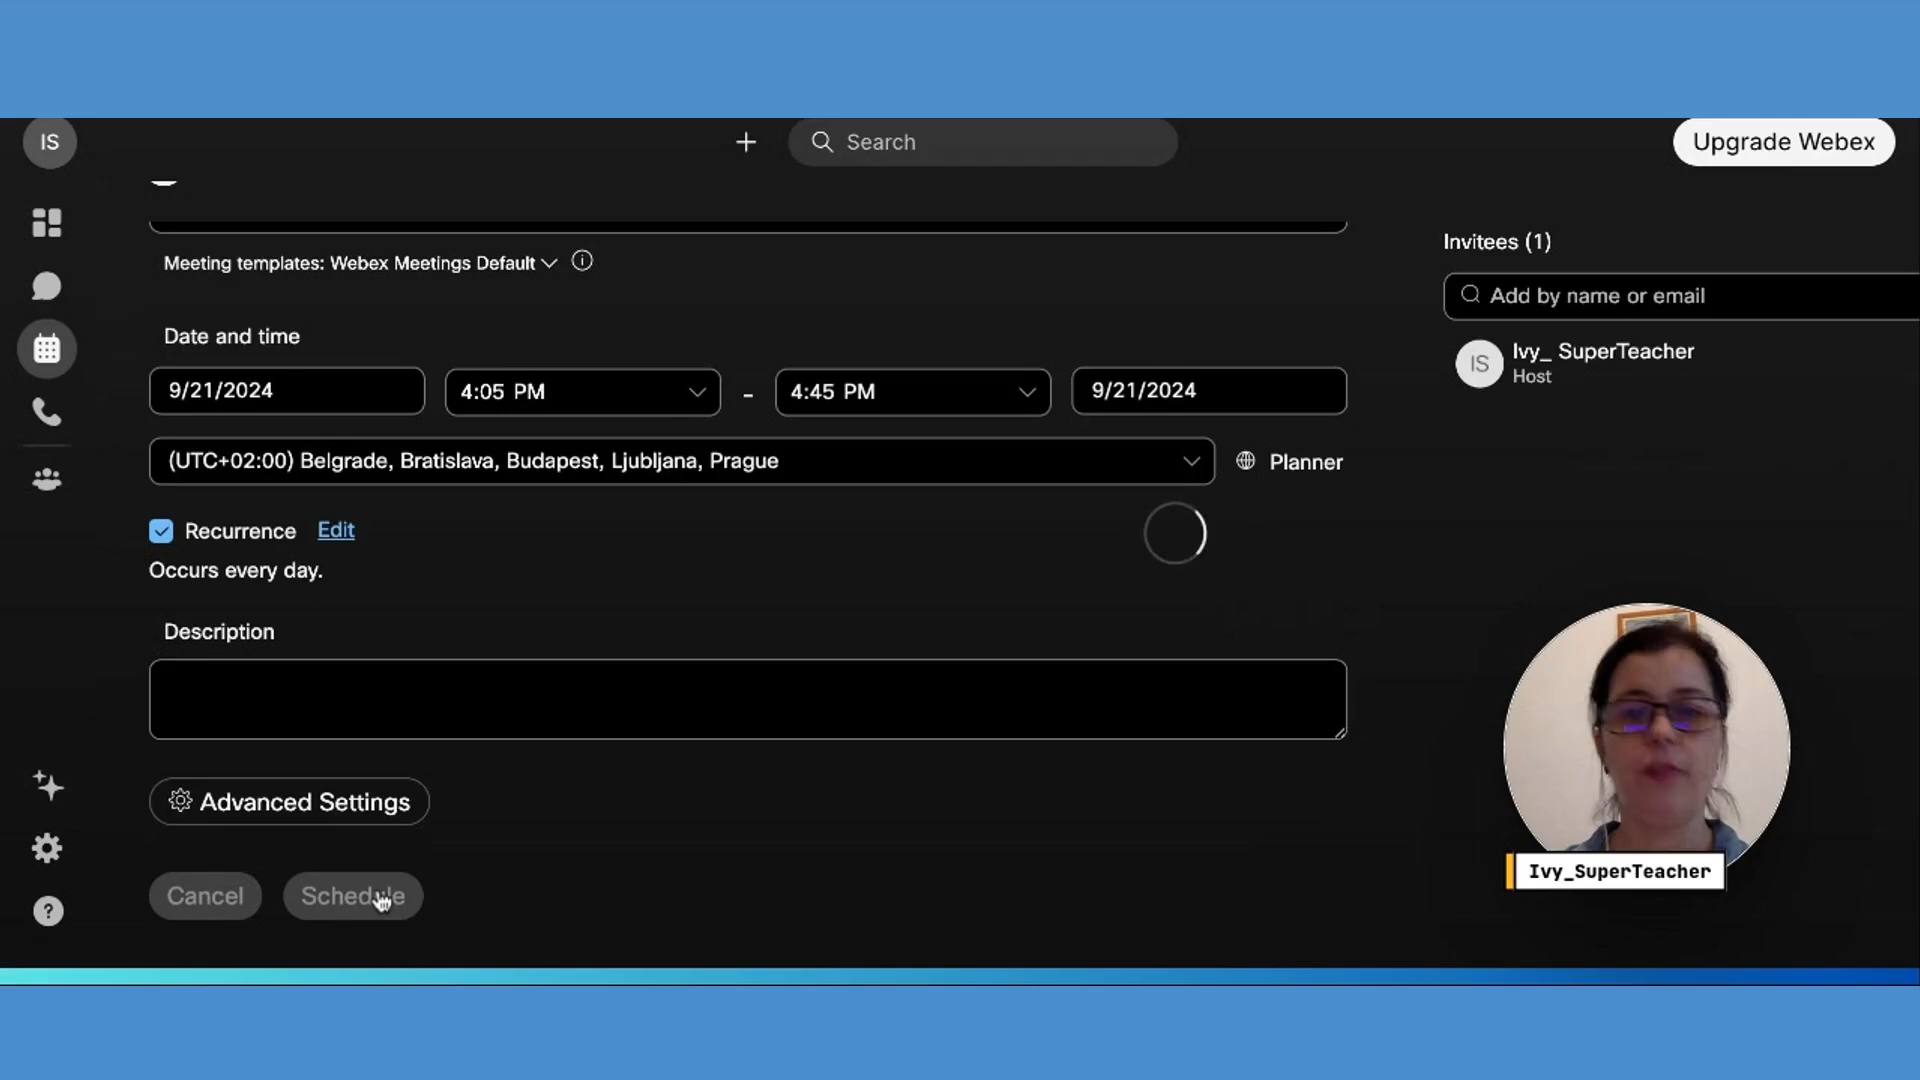 IS
Search
Upgrade Webex
Meeting templates: Webex Meetings Default
Invitees (1)
Add by name or email
Date and time
IS
Ivy_ SuperTeacher
Host
9/21/2024
4:05 PM
-
4:45 PM
9/21/2024
(UTC+02:00) Belgrade, Bratislava, Budapest, Ljubljana, Prague
Planner
Recurrence Edit
Occurs every day.
Description
Advanced Settings
Cancel
Schedule
Ivy_SuperTeacher